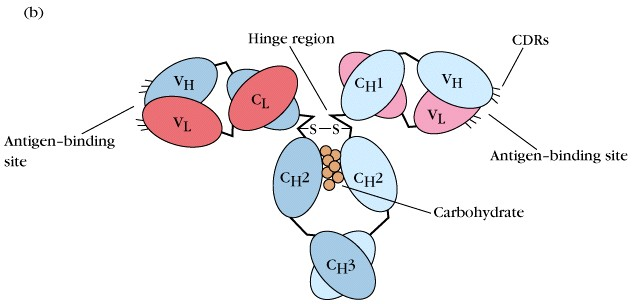 (b)
Hinge region
CDRs
VH
VL
CL
CH1
VH
VL
Antigen–binding
site
S—S
Antigen–binding
site
CH2
CH2
Carbohydrate
CH3